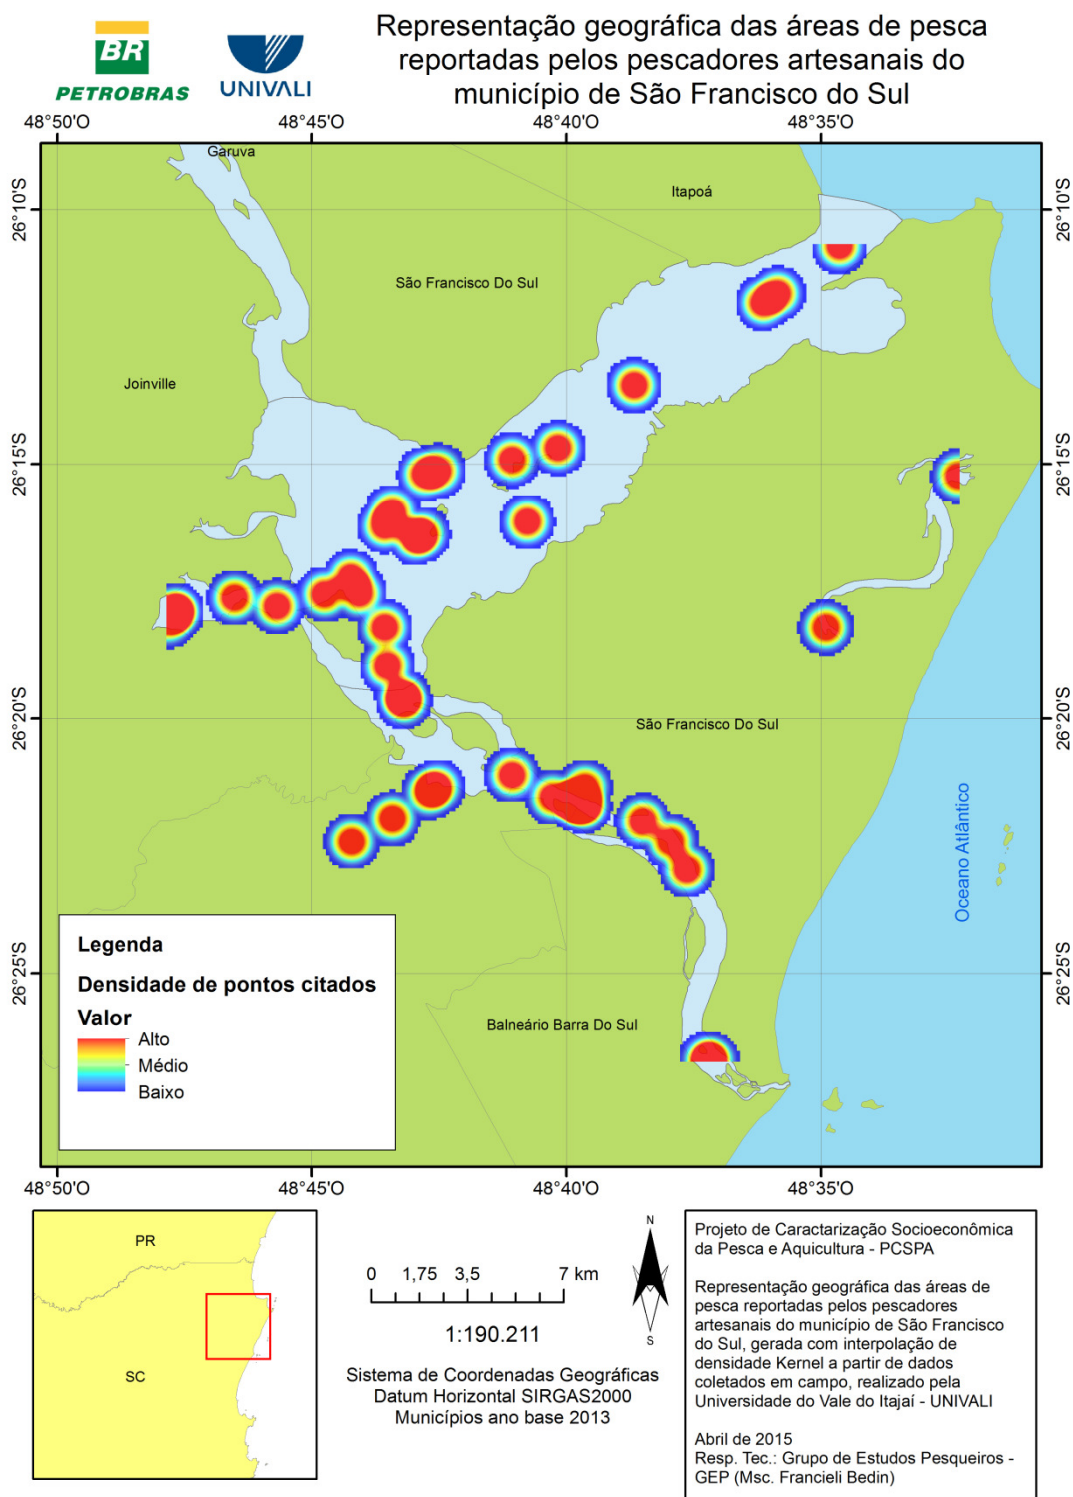 BR
PETROBRAS
UNIVALI
Representação geográfica das áreas de pesca
reportadas pelos pescadores artesanais do
município de São Francisco do Sul
48°50'O
48°45'O
48°40'O
48°35'O
26°10'S
26°10'S
26°15'S
26°15'S
26°20'S
26°20'S
26°25'S
26°25'S
Garuva
Itapoá
São Francisco Do Sul
Joinville
São Francisco Do Sul
Oceano Atlântico
Balneário Barra Do Sul
Legenda
Densidade de pontos citados
Valor
Alto
Médio
Baixo
48°50'O
48°45'O
48°40'O
48°35'O
PR
SC
0 1,75 3,5 7 km
1:190.211
Sistema de Coordenadas Geográficas
Datum Horizontal SIRGAS2000
Municípios ano base 2013
N
S
Projeto de Caractarização Socioeconômica
da Pesca e Aquicultura - PCSPA
Representação geográfica das áreas de
pesca reportadas pelos pescadores
artesanais do município de São Francisco
do Sul, gerada com interpolação de
densidade Kernel a partir de dados
coletados em campo, realizado pela
Universidade do Vale do Itajaí - UNIVALI
Abril de 2015
Resp. Tec.: Grupo de Estudos Pesqueiros -
GEP (Msc. Francieli Bedin)